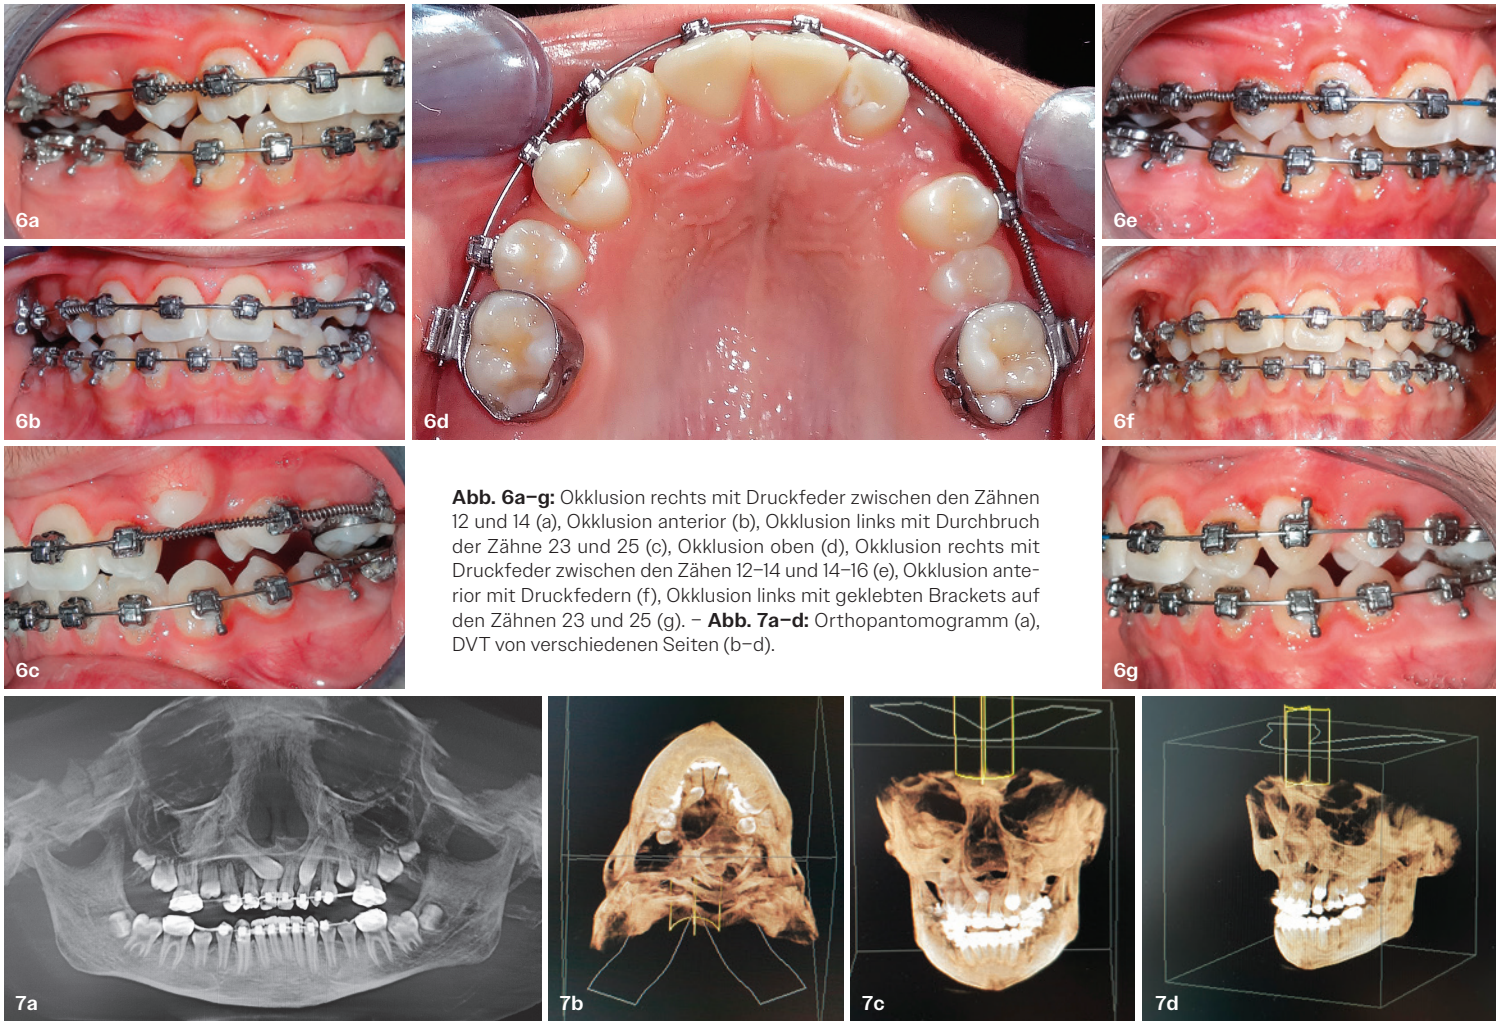 6a
6b
6c
6d
6e
6f
6g
Abb. 6a–g: Okklusion rechts mit Druckfeder zwischen den Zähnen
12 und 14 (a), Okklusion anterior (b), Okklusion links mit Durchbruch
der Zähne 23 und 25 (c), Okklusion oben (d), Okklusion rechts mit
Druckfeder zwischen den Zähen 12–14 und 14–16 (e), Okklusion ante-
rior mit Druckfedern (f), Okklusion links mit geklebten Brackets auf
den Zähnen 23 und 25 (g). – Abb. 7a–d: Orthopantomogramm (a),
DVT von verschiedenen Seiten (b–d).
7a
7b
7c
7d